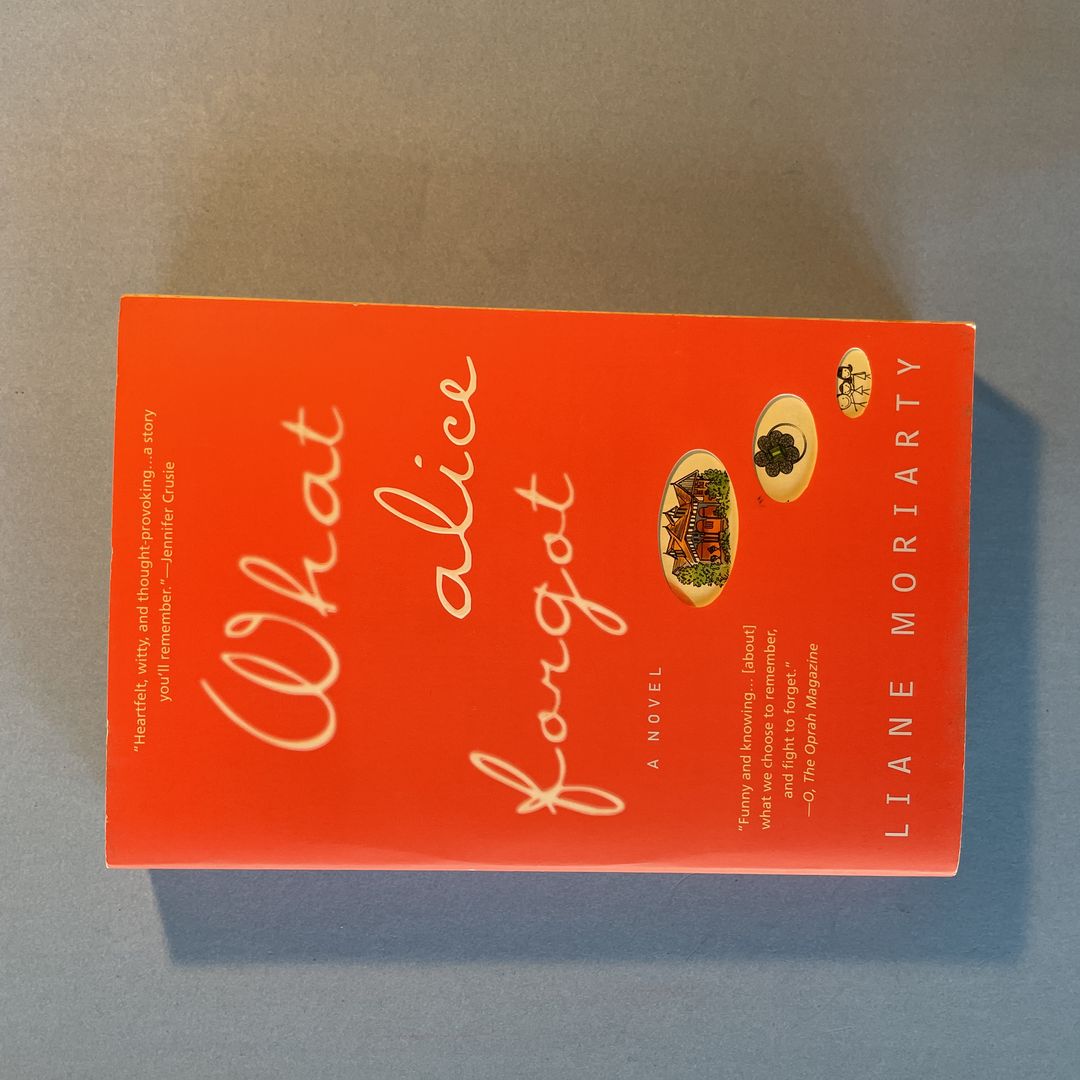 "Heartfelt, witty, and thought-provoking...a story
you'll remember."—Jennifer Crusie
What
alice
forgot
A NOVEL
"Funny and knowing... [about]
what we choose to remember,
and fight to forget."
—O, The Oprah Magazine
LIANE MORIARTY